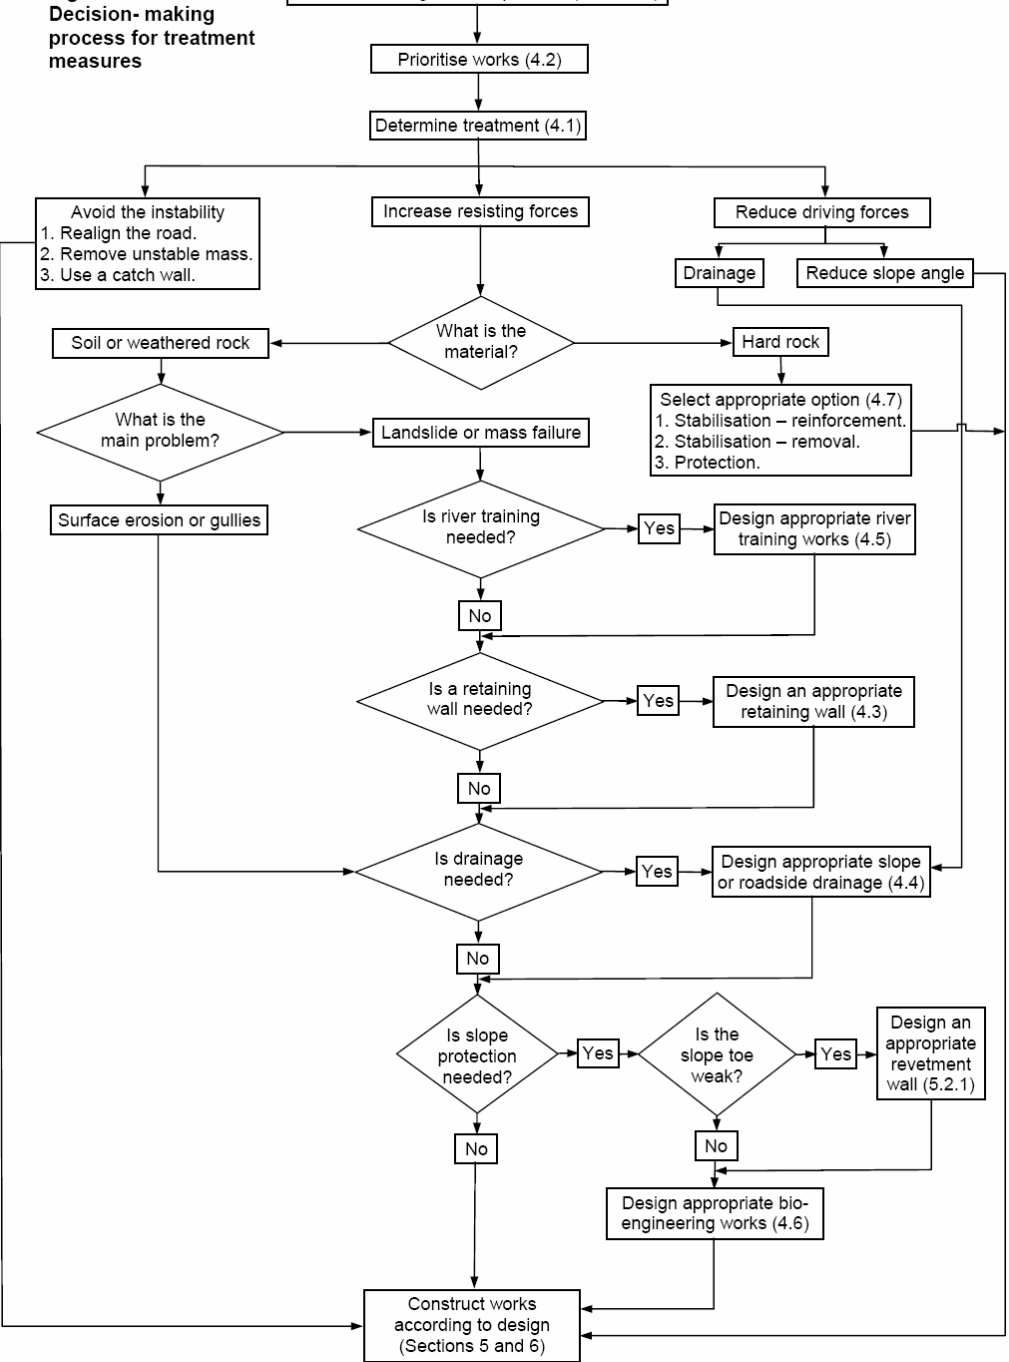 Decision- making
process for treatment
measures
Prioritise works (4.2)
Determine treatment (4.1)
Avoid the instability
1. Realign the road.
2. Remove unstable mass.
3. Use a catch wall.
Increase resisting forces
Reduce driving forces
Drainage
Reduce slope angle
What is the
material?
Soil or weathered rock
Hard rock
What is the
main problem?
Landslide or mass failure
Select appropriate option (4.7)
1. Stabilisation – reinforcement.
2. Stabilisation – removal.
3. Protection.
Surface erosion or gullies
Is river training
needed?
Yes
Design appropriate river
training works (4.5)
No
Is a retaining
wall needed?
Yes
Design an appropriate
retaining wall (4.3)
No
Is drainage
needed?
Yes
Design appropriate slope
or roadside drainage (4.4)
No
Is slope
protection
needed?
Yes
Is the
slope toe
weak?
Yes
Design an
appropriate
revetment
wall (5.2.1)
No
No
Design appropriate bio-
engineering works (4.6)
Construct works
according to design
(Sections 5 and 6)